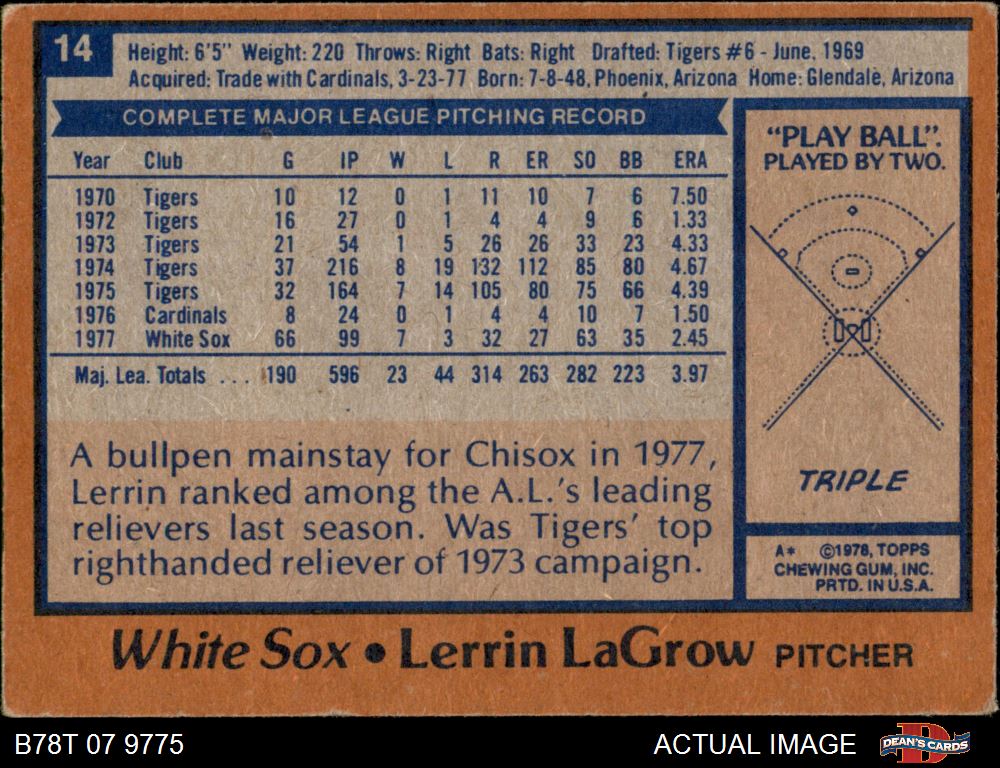 14
Height: 6'5" Weight: 220 Throws: Right Bats: Right Drafted: Tigers #6 - June, 1969
Acquired: Trade with Cardinals, 3-23-77 Born: 7-8-48, Phoenix, Arizona Home: Glendale, Arizona
COMPLETE MAJOR LEAGUE PITCHING RECORD
Year Club G IP W L R ER SO BB ERA
1970 Tigers 10 12 0 1 11 10 7 6 7.50
1972 Tigers 16 27 0 1 4 4 9 6 1.33
1973 Tigers 21 54 1 5 26 26 33 23 4.33
1974 Tigers 37 216 8 19 132 112 85 80 4.67
1975 Tigers 32 164 7 14 105 80 75 66 4.39
1976 Cardinals 8 24 0 1 4 4 10 7 1.50
1977 White Sox 66 99 7 3 32 27 63 35 2.45
Maj. Lea. Totals ... 190 596 23 44 314 263 282 223 3.97
A bullpen mainstay for Chisox in 1977,
Lerrin ranked among the A.L.'s leading
relievers last season. Was Tigers' top
righthanded reliever of 1973 campaign.
"PLAY BALL".
PLAYED BY TWO.
TRIPLE
A* ©1978, TOPPS
CHEWING GUM, INC.
PRTD. IN U.S.A.
White Sox • Lerrin LaGrow PITCHER
B78T 07 9775
ACTUAL IMAGE
D
DEAN'S CARDS